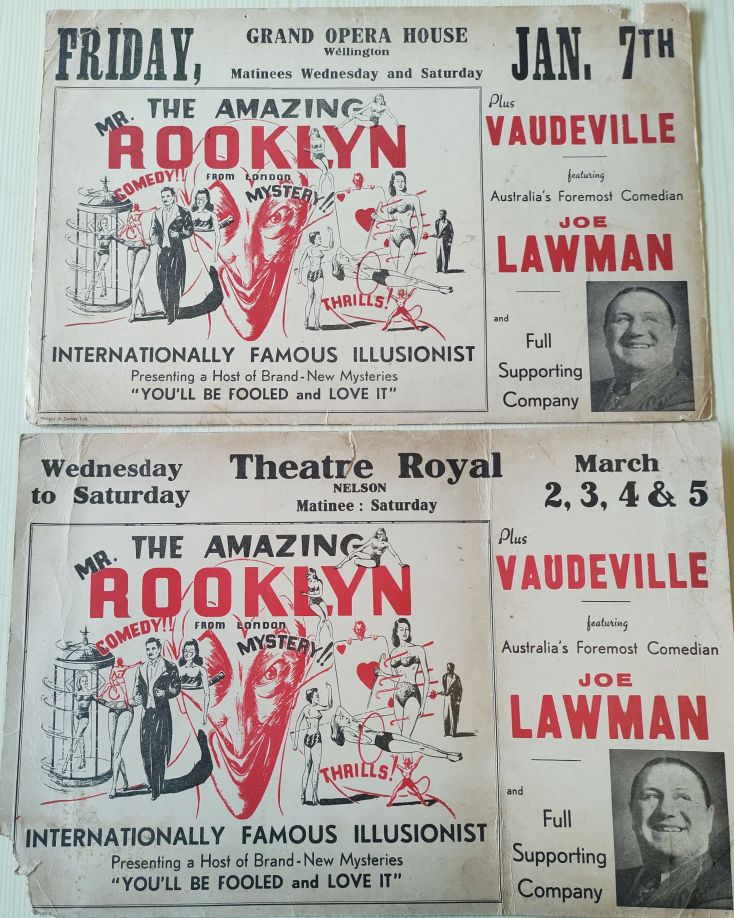 FRIDAY,
GRAND OPERA HOUSE
Wellington
Matinees Wednesday and Saturday
JAN. 7TH
MR. THE AMAZING
ROOKLYN
FROM LONDON
COMEDY!!
MYSTERY!!
THRILLS!
INTERNATIONALLY FAMOUS ILLUSIONIST
Presenting a Host of Brand-New Mysteries
"YOU'LL BE FOOLED and LOVE IT"
Plus
VAUDEVILLE
featuring
Australia's Foremost Comedian
JOE
LAWMAN
and
Full
Supporting
Company
Wednesday
to Saturday
Theatre Royal
NELSON
Matinee: Saturday
March
2, 3, 4 & 5
MR. THE AMAZING
ROOKLYN
FROM LONDON
COMEDY!!
MYSTERY!!
THRILLS!
INTERNATIONALLY FAMOUS ILLUSIONIST
Presenting a Host of Brand-New Mysteries
"YOU'LL BE FOOLED and LOVE IT"
Plus
VAUDEVILLE
featuring
Australia's Foremost Comedian
JOE
LAWMAN
and
Full
Supporting
Company